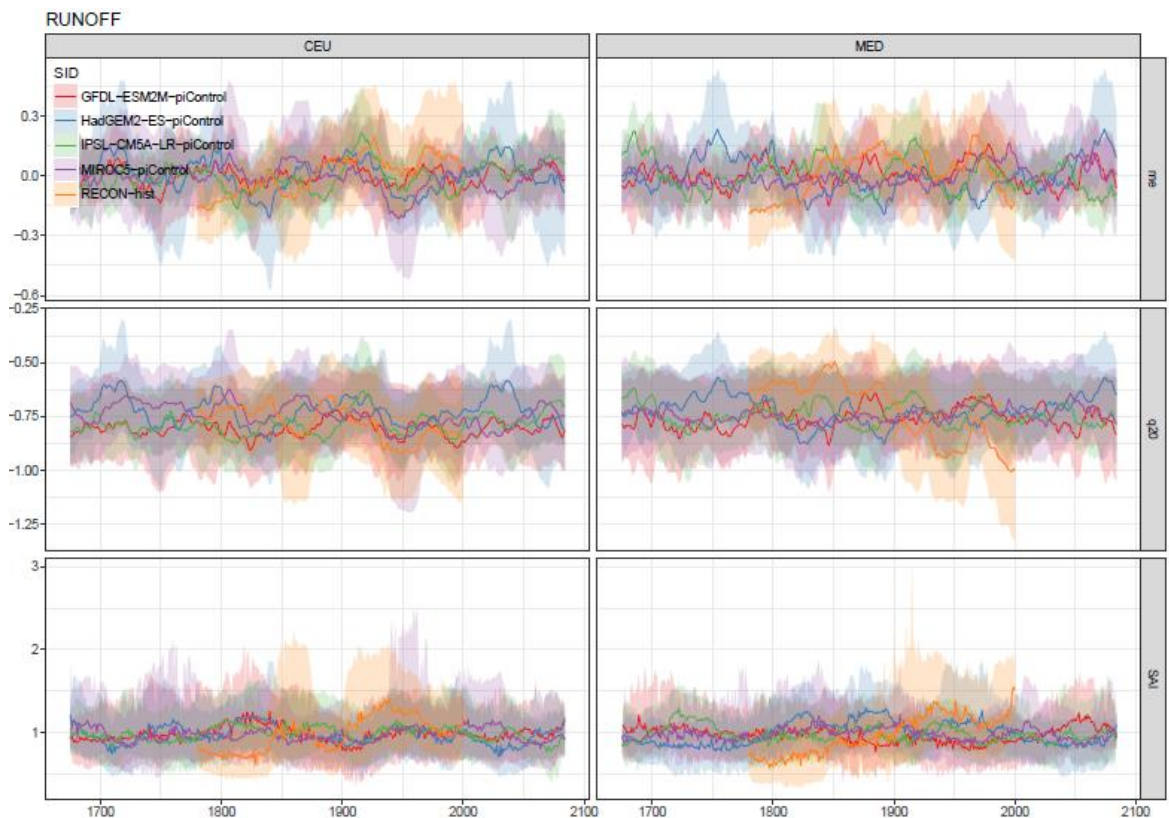 RUNOFF
CEU MED
SID
GFDL-ESM2M-piControl
HadGEM2-ES-piControl
IPSL-CM5A-LR-piControl
MIROC5-piControl
RECON-hist
0.3
0.0
-0.3
-0.6
me
-0.25
-0.50
-0.75
-1.00
-1.25
q20
3
2
1
SAI
1700 1800 1900 2000 2100 1700 1800 1900 2000 2100